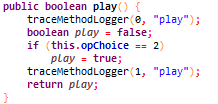 public boolean play() {
traceMethodLogger(0, "play");
boolean play = false;
if (this.opChoice == 2)
play = true;
traceMethodLogger(1, "play");
return play;
}